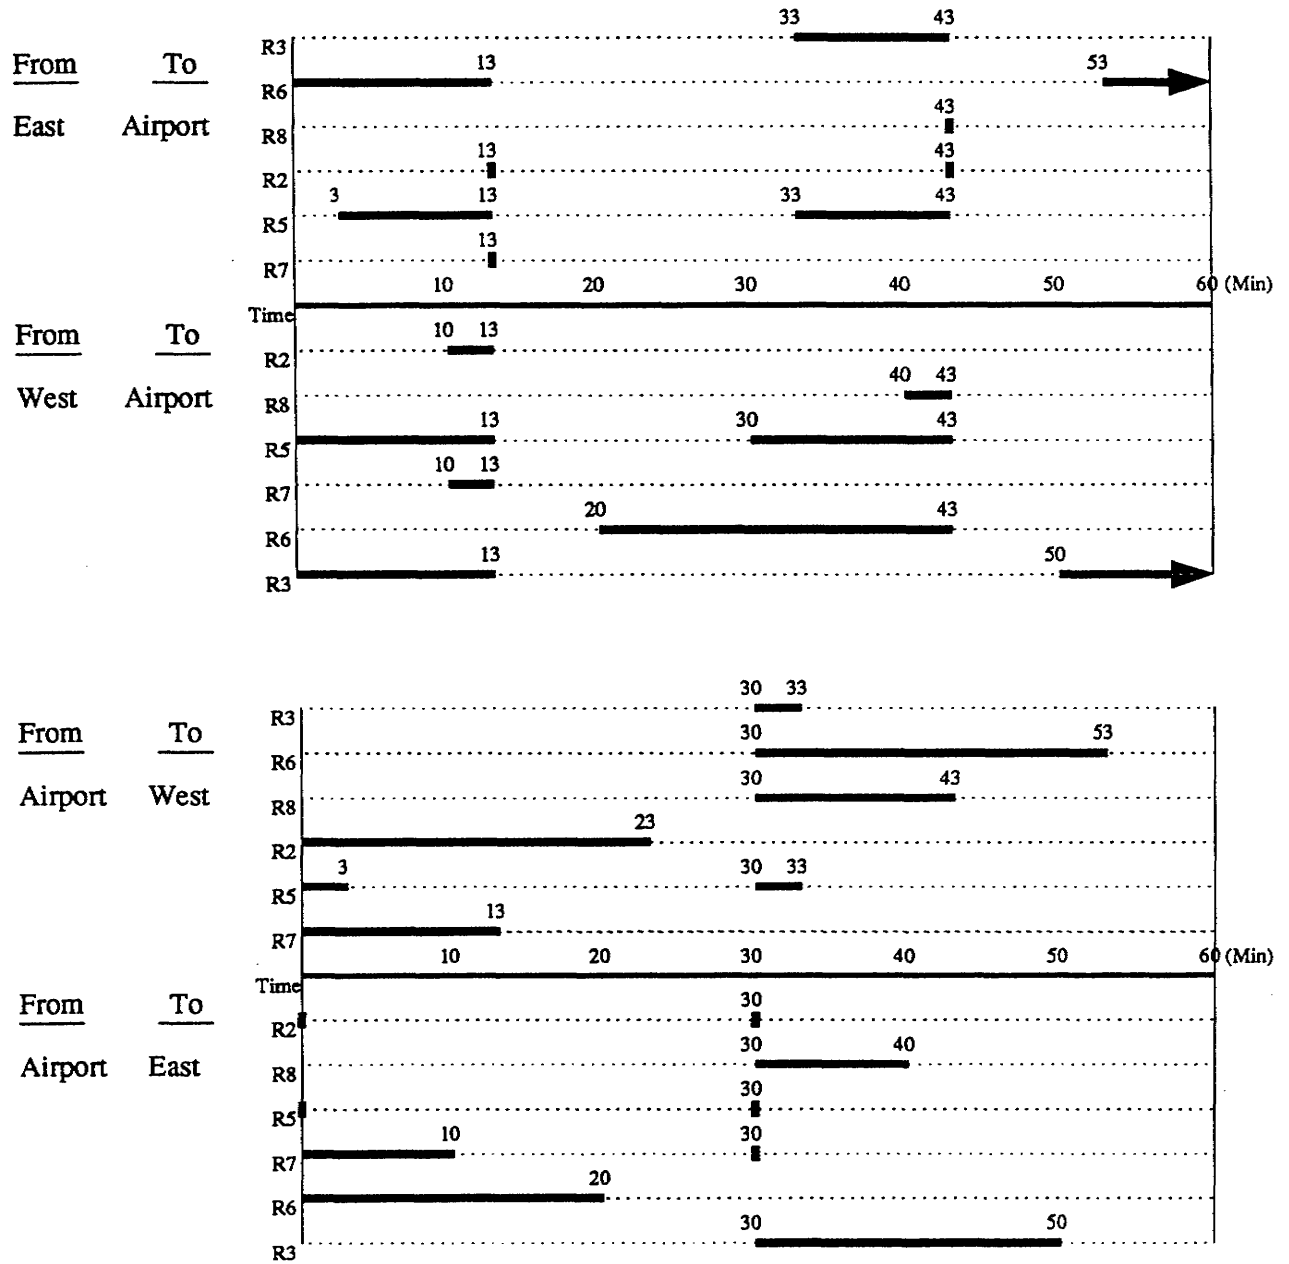 33 43
R3
From To
13 53
R6
East Airport
43
R8
13 43
R2
3 13 33 43
R5
13
R7
10 20 30 40 50 60 (Min)
Time
From To
10 13
R2
West Airport
40 43
R8
13 30 43
R5
10 13
R7
20 43
R6
13 50
R3
30 33
R3
From To
30 53
R6
Airport West
30 43
R8
23
R2
3 30 33
R5
13
R7
10 20 30 40 50 60 (Min)
Time
From To
30
R2
Airport East
30 40
R8
30
R5
10 30
R7
20
R6
30 50
R3